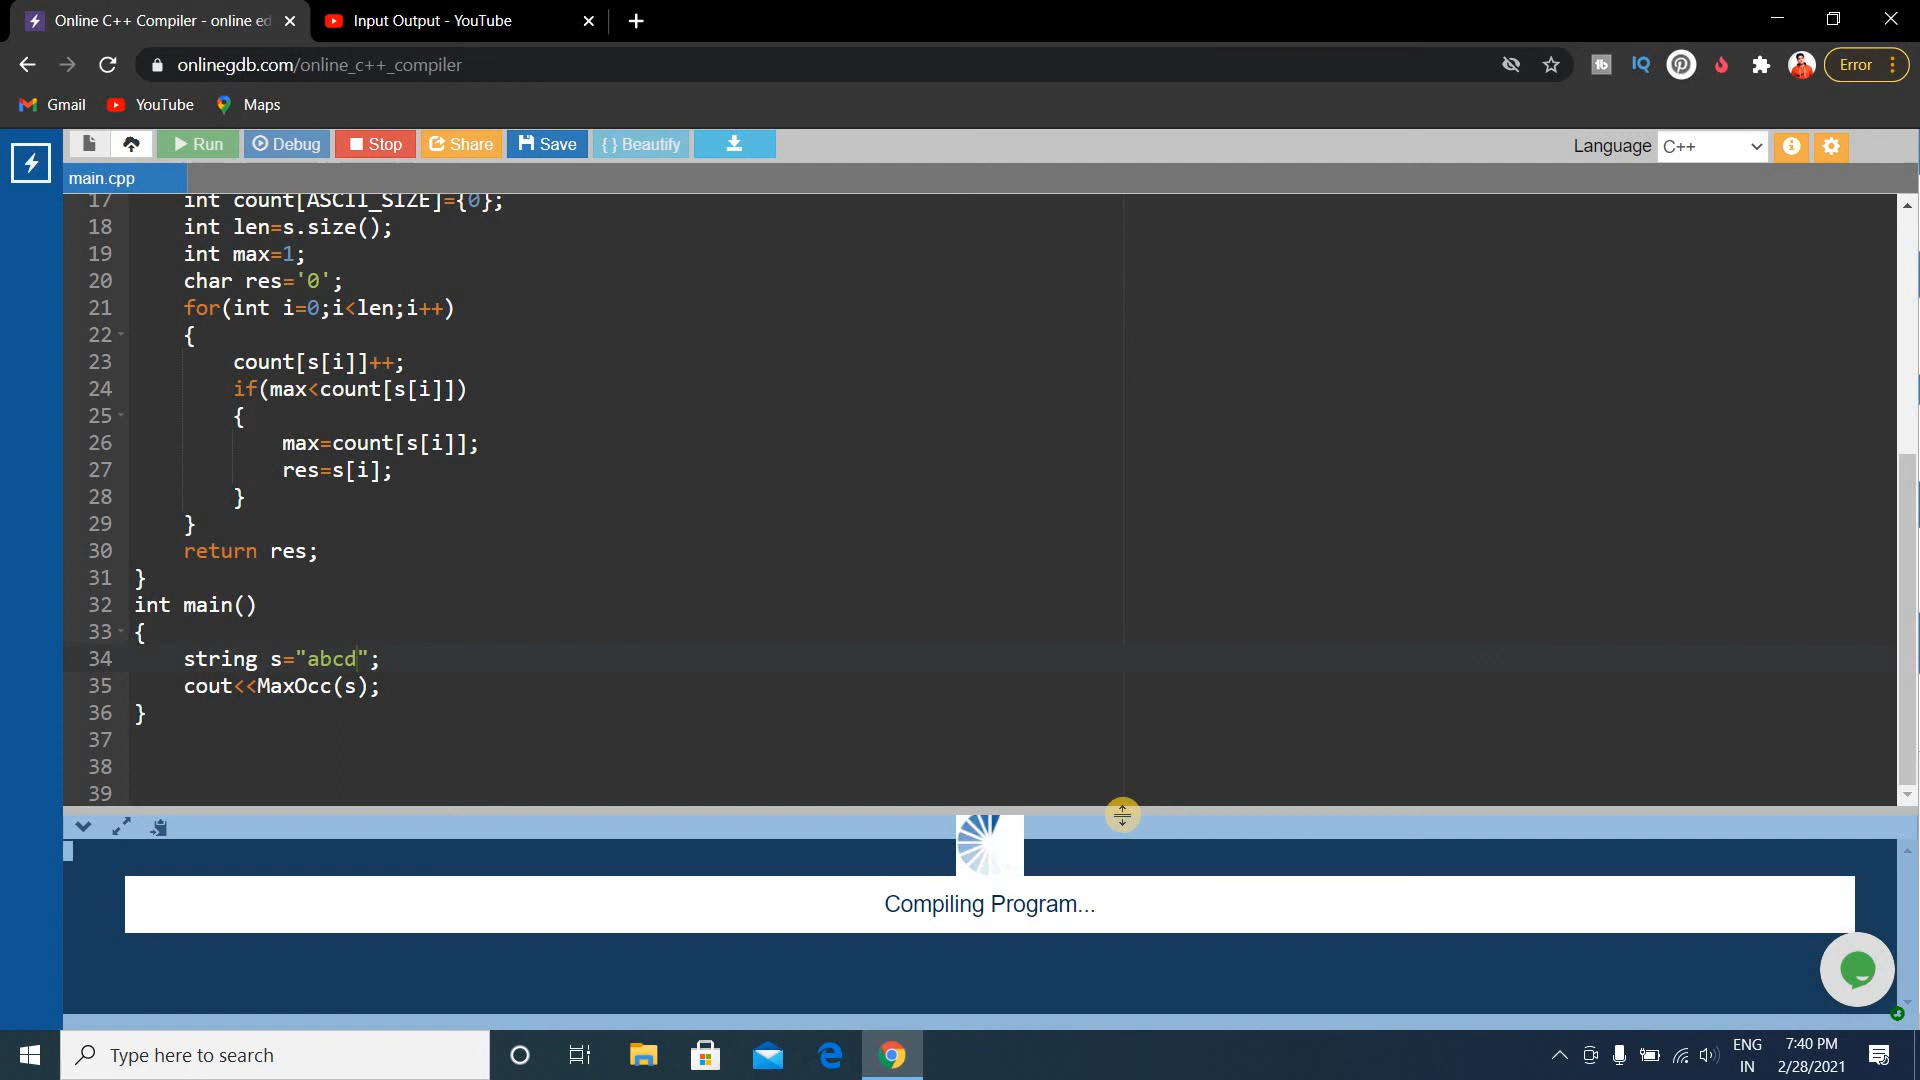 Online C++ Compiler - online ed
Input Output - YouTube
onlinegdb.com/online_c++_compiler
IQ
Error
Gmail
YouTube
Maps
Run
Debug
Stop
Share
Save
{ } Beautify
Language
C++
main.cpp
17 int count[ASCII_SIZE]={0};
18 int len=s.size();
19 int max=1;
20 char res='0';
21 for(int i=0;i<len;i++)
22 {
23 count[s[i]]++;
24 if(max<count[s[i]])
25 {
26 max=count[s[i]];
27 res=s[i];
28 }
29 }
30 return res;
31 }
32 int main()
33 {
34 string s="abcd";
35 cout<<MaxOcc(s);
36 }
37
38
39
Compiling Program...
Type here to search
ENG
IN
7:40 PM
2/28/2021